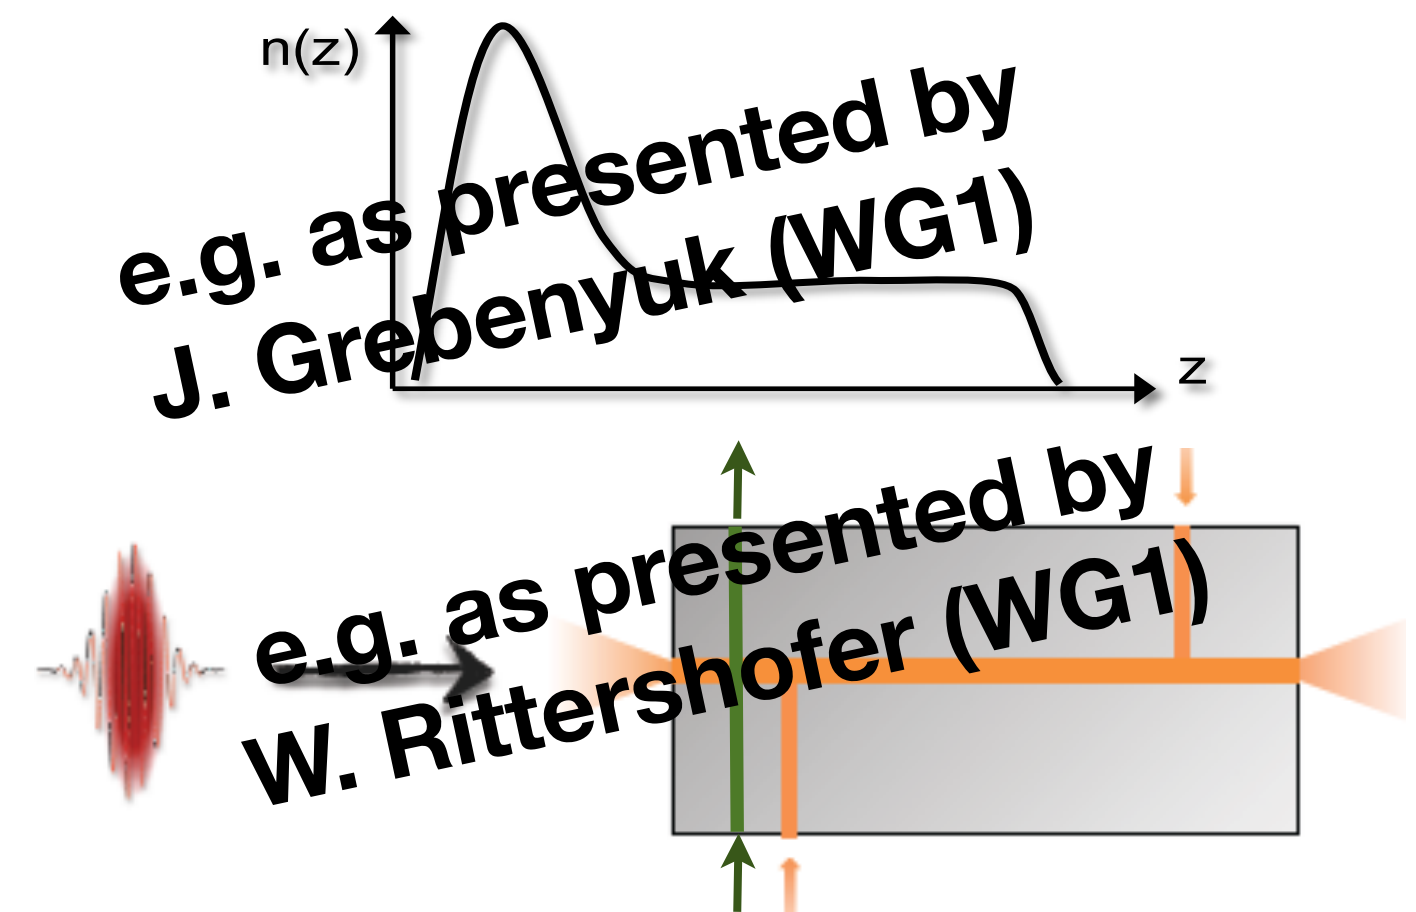 n(z)
e.g. as presented by
J. Grebenyuk (WG1)
z
e.g. as presented by
W. Rittershofer (WG1)